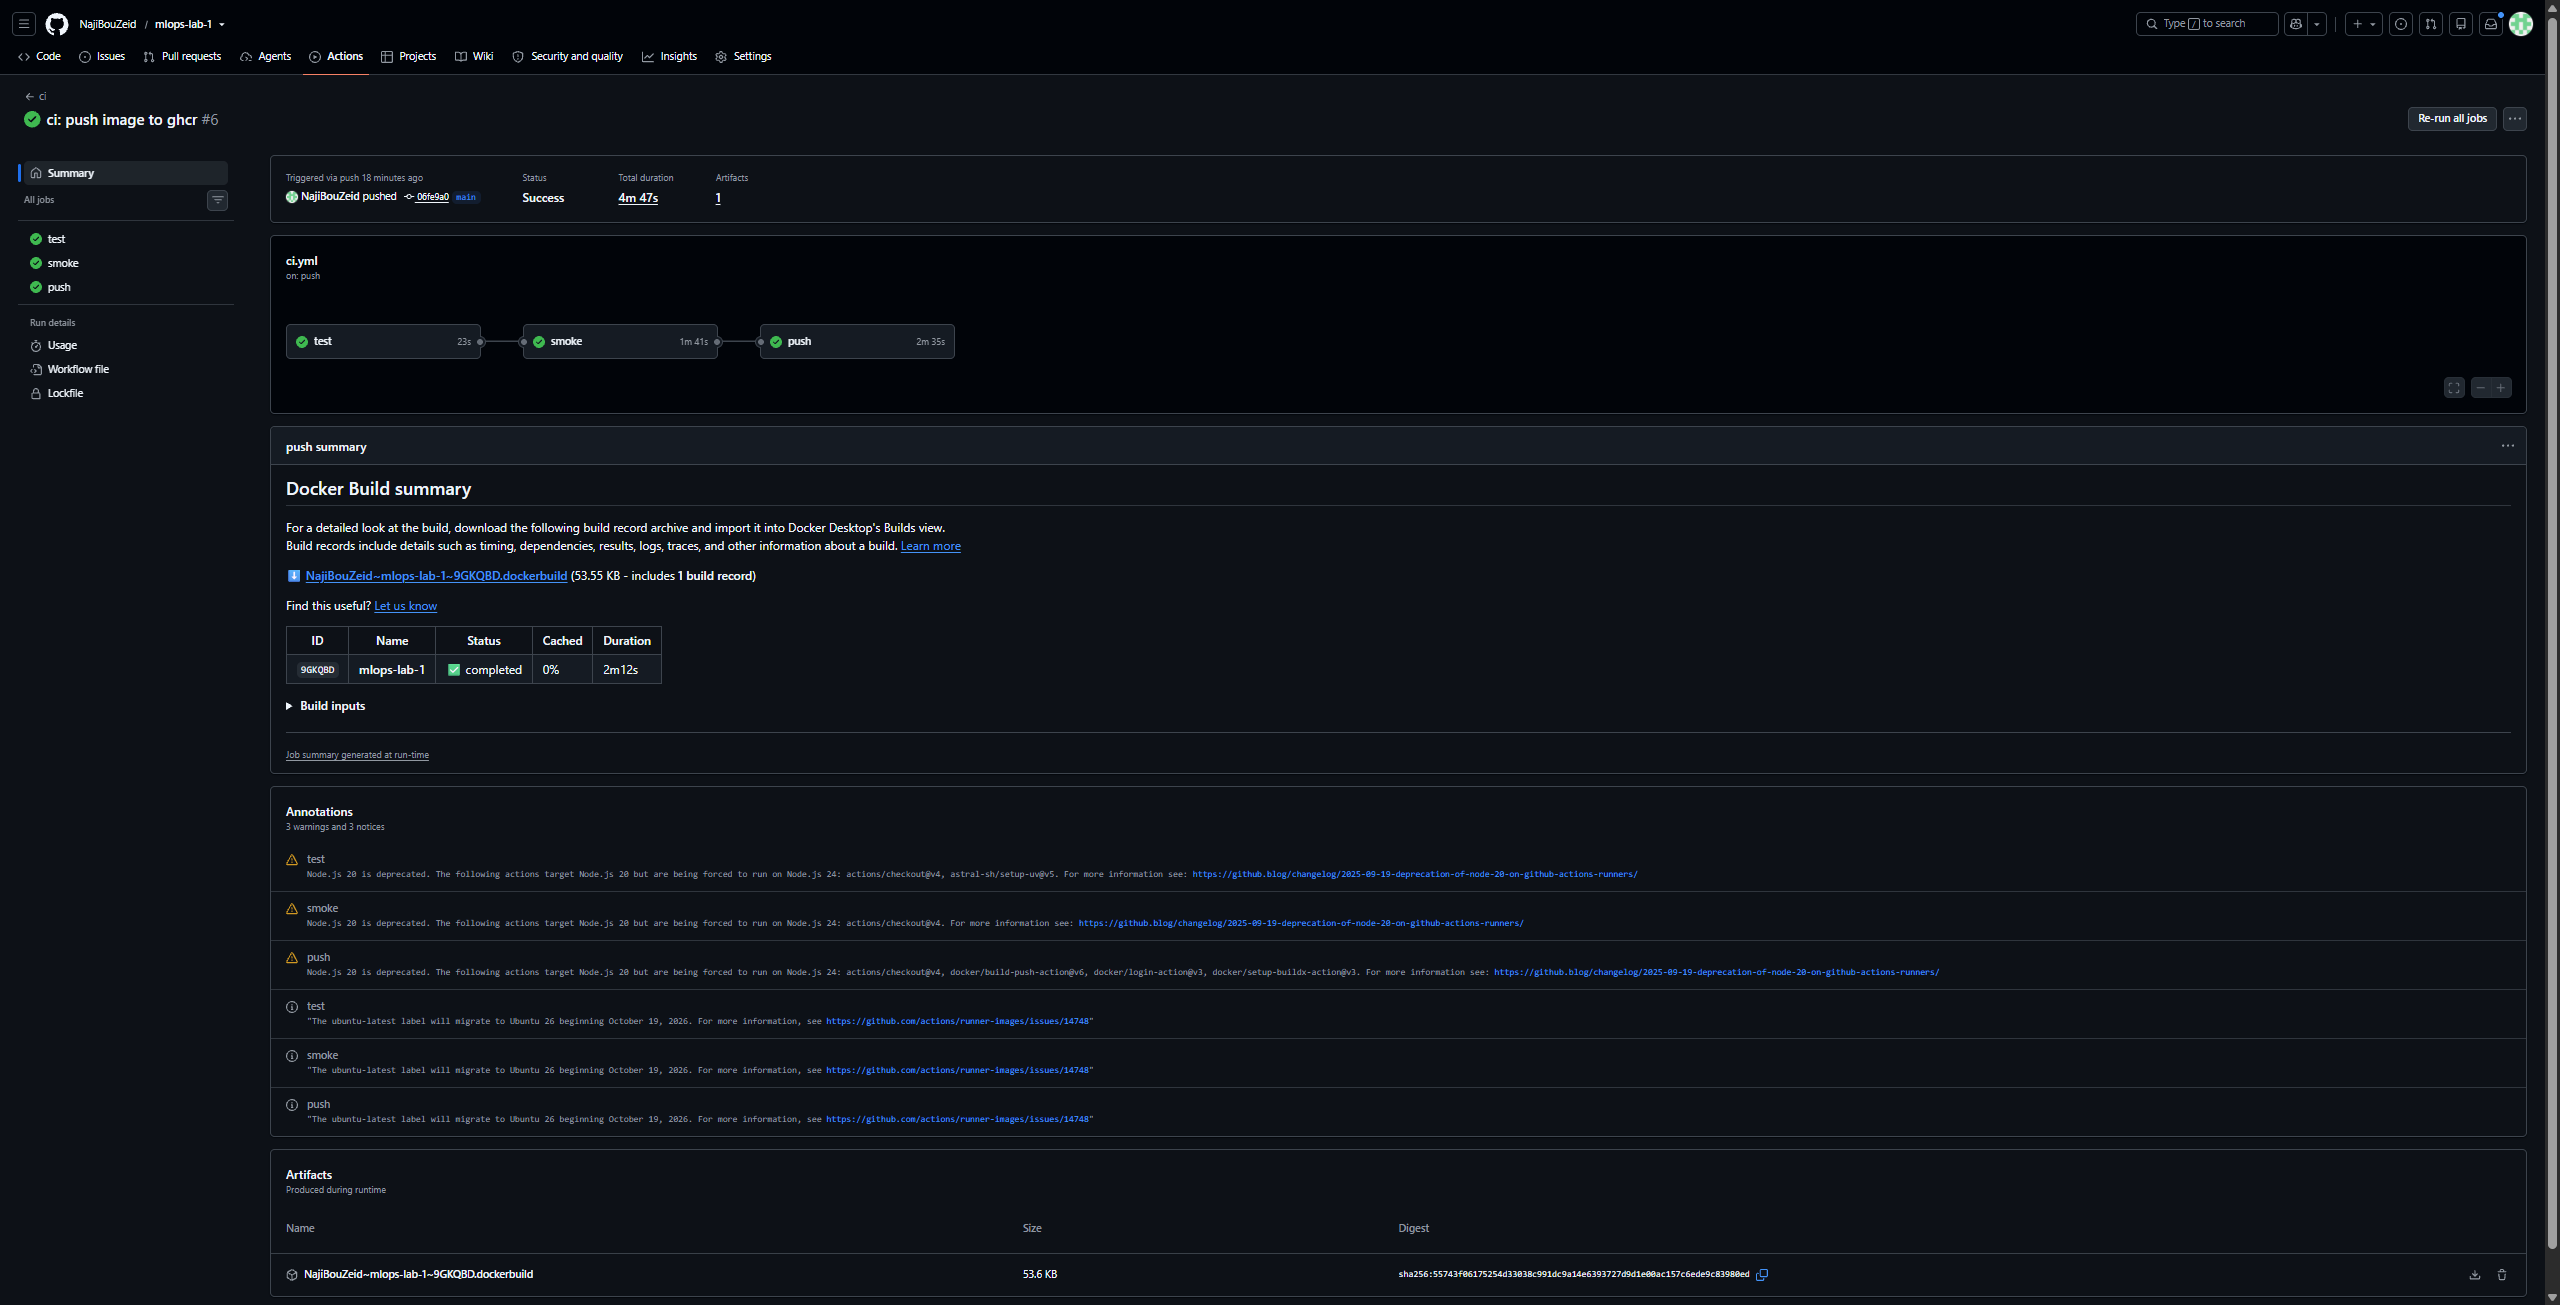 NajiBouZeid / mlops-lab-1
Type / to search
Code Issues Pull requests Agents Actions Projects Wiki Security and quality Insights Settings
ci
ci: push image to ghcr #6
Re-run all jobs
Summary
All jobs
test
smoke
push
Run details
Usage
Workflow file
Lockfile
Triggered via push 18 minutes ago
NajiBouZeid pushed 06fe9a0 main
Status
Success
Total duration
4m 47s
Artifacts
1
ci.yml
on: push
test 23s
smoke 1m 41s
push 2m 35s
push summary
Docker Build summary
For a detailed look at the build, download the following build record archive and import it into Docker Desktop's Builds view.
Build records include details such as timing, dependencies, results, logs, traces, and other information about a build. Learn more
NajiBouZeid~mlops-lab-1~9GKQBD.dockerbuild (53.55 KB - includes 1 build record)
Find this useful? Let us know
ID Name Status Cached Duration
9GKQBD mlops-lab-1 completed 0% 2m12s
Build inputs
Job summary generated at run-time
Annotations
3 warnings and 3 notices
test
Node.js 20 is deprecated. The following actions target Node.js 20 but are being forced to run on Node.js 24: actions/checkout@v4, astral-sh/setup-uv@v5. For more information see: https://github.blog/changelog/2025-09-19-deprecation-of-node-20-on-github-actions-runners/
smoke
Node.js 20 is deprecated. The following actions target Node.js 20 but are being forced to run on Node.js 24: actions/checkout@v4. For more information see: https://github.blog/changelog/2025-09-19-deprecation-of-node-20-on-github-actions-runners/
push
Node.js 20 is deprecated. The following actions target Node.js 20 but are being forced to run on Node.js 24: actions/checkout@v4, docker/build-push-action@v6, docker/login-action@v3, docker/setup-buildx-action@v3. For more information see: https://github.blog/changelog/2025-09-19-deprecation-of-node-20-on-github-actions-runners/
test
"The ubuntu-latest label will migrate to Ubuntu 26 beginning October 19, 2026. For more information, see https://github.com/actions/runner-images/issues/14748"
smoke
"The ubuntu-latest label will migrate to Ubuntu 26 beginning October 19, 2026. For more information, see https://github.com/actions/runner-images/issues/14748"
push
"The ubuntu-latest label will migrate to Ubuntu 26 beginning October 19, 2026. For more information, see https://github.com/actions/runner-images/issues/14748"
Artifacts
Produced during runtime
Name Size Digest
NajiBouZeid~mlops-lab-1~9GKQBD.dockerbuild 53.6 KB sha256:55743f06175254d33038c991dc9a14e6393727d9d1e00ac157c6ede9c83980ed